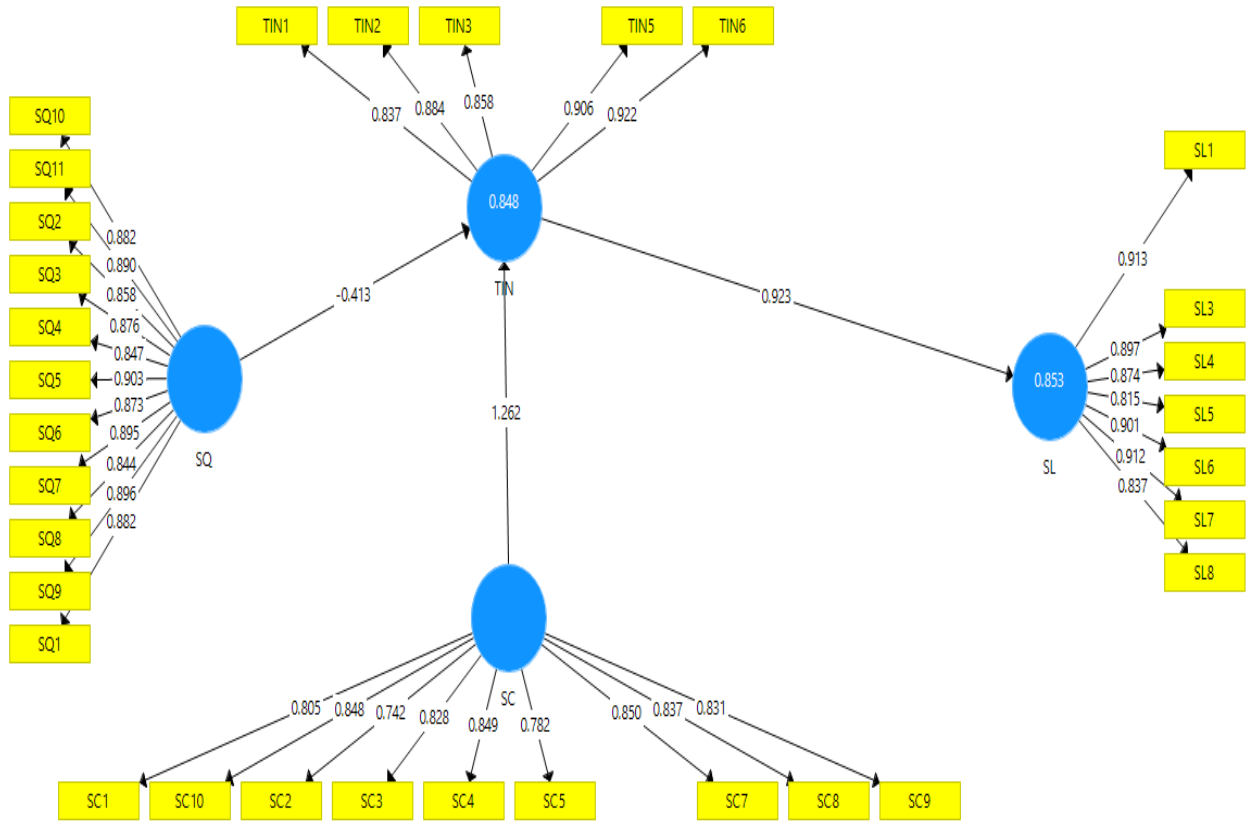 TIN1
TIN2
TIN3
TIN5
TIN6
0.837
0.884
0.858
0.906
0.922
SQ10
SQ11
SQ2
SQ3
SQ4
SQ5
SQ6
SQ7
SQ8
SQ9
SQ1
0.882
0.890
0.858
0.876
0.847
0.903
0.873
0.895
0.844
0.896
0.882
SQ
-0.413
0.848
TIN
0.923
1.262
0.853
SL
0.913
0.897
0.874
0.815
0.901
0.912
0.837
SL1
SL3
SL4
SL5
SL6
SL7
SL8
SC
0.805
0.848
0.742
0.828
0.849
0.782
0.850
0.837
0.831
SC1
SC10
SC2
SC3
SC4
SC5
SC7
SC8
SC9